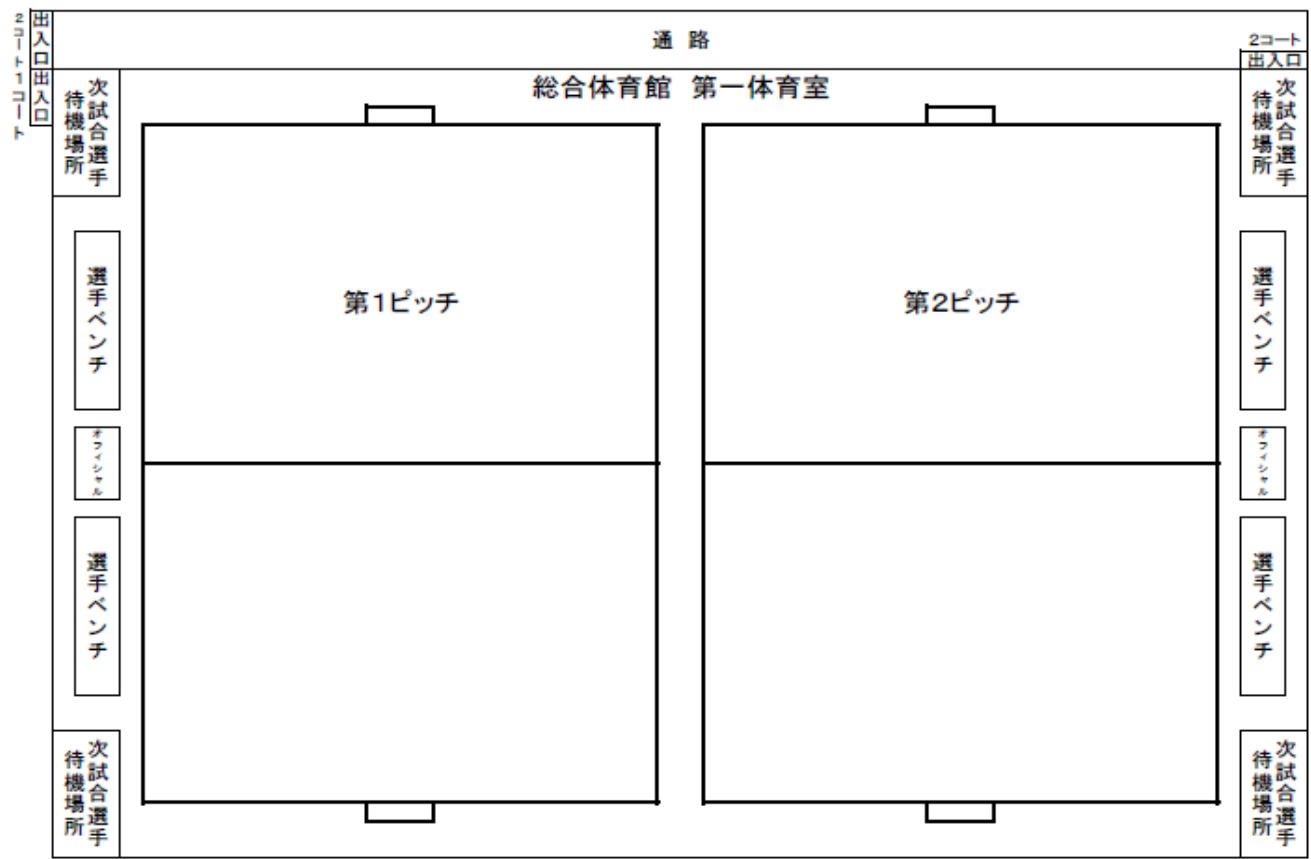 2コート
出入口
通 路
2コート
出入口
1コート
出入口
総合体育館 第一体育室
次試合選手
待機場所
次試合選手
待機場所
選手ベンチ
第1ピッチ
第2ピッチ
選手ベンチ
オフィシャル
オフィシャル
選手ベンチ
選手ベンチ
次試合選手
待機場所
次試合選手
待機場所